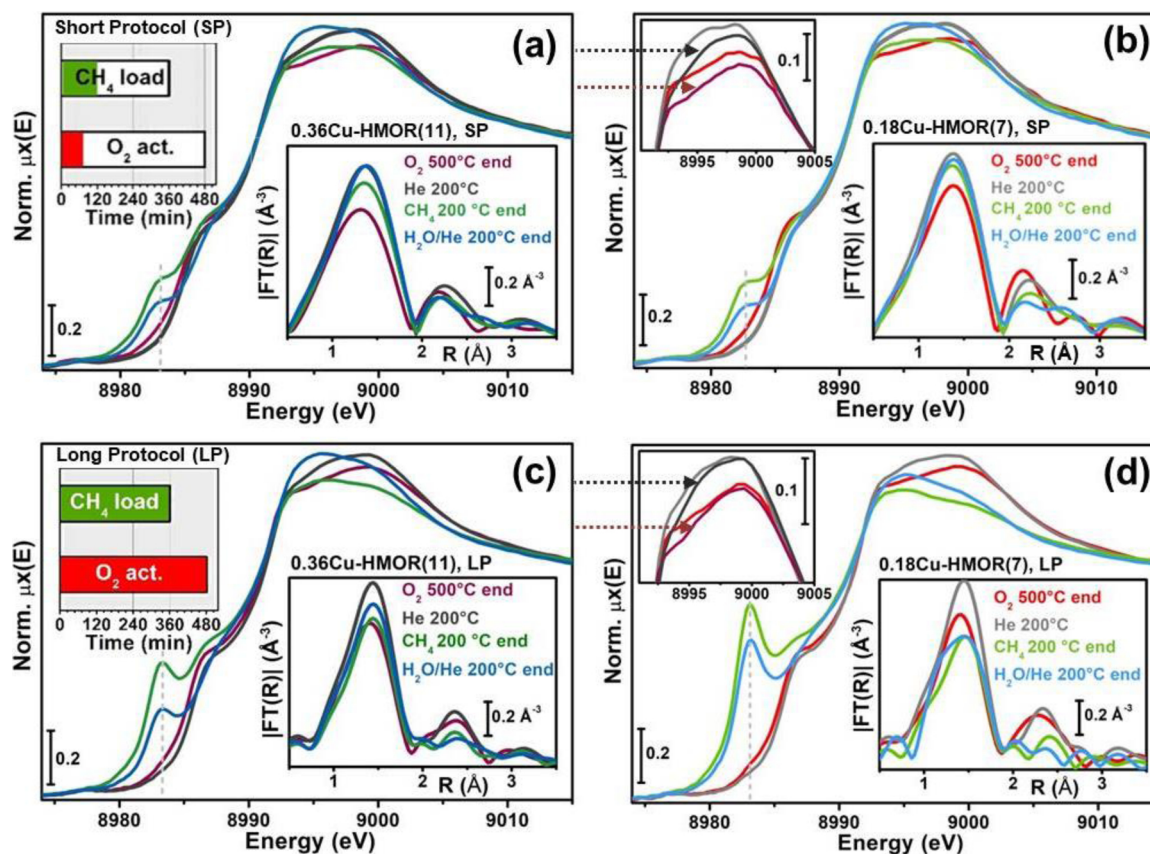 Short Protocol (SP)
CH4 load
O2 act.
0 120 240 360 480
Time (min)
(a)
0.36Cu-HMOR(11), SP
O2 500°C end
He 200°C
CH4 200 °C end
H2O/He 200°C end
0.2 Å-3
|FT(R)| (Å-3)
1 2 3
R (Å)
0.2
Norm. μx(E)
8980 8990 9000 9010
Energy (eV)
0.1
8995 9000 9005
(b)
0.18Cu-HMOR(7), SP
O2 500°C end
He 200°C
CH4 200 °C end
H2O/He 200°C end
0.2 Å-3
|FT(R)| (Å-3)
1 2 3
R (Å)
0.2
Norm. μx(E)
8980 8990 9000 9010
Energy (eV)
Long Protocol (LP)
CH4 load
O2 act.
0 120 240 360 480
Time (min)
(c)
0.36Cu-HMOR(11), LP
O2 500°C end
He 200°C
CH4 200 °C end
H2O/He 200°C end
0.2 Å-3
|FT(R)| (Å-3)
1 2 3
R (Å)
0.2
Norm. μx(E)
8980 8990 9000 9010
Energy (eV)
0.1
8995 9000 9005
(d)
0.18Cu-HMOR(7), LP
O2 500°C end
He 200°C
CH4 200 °C end
H2O/He 200°C end
0.2 Å-3
|FT(R)| (Å-3)
1 2 3
R (Å)
0.2
Norm. μx(E)
8980 8990 9000 9010
Energy (eV)